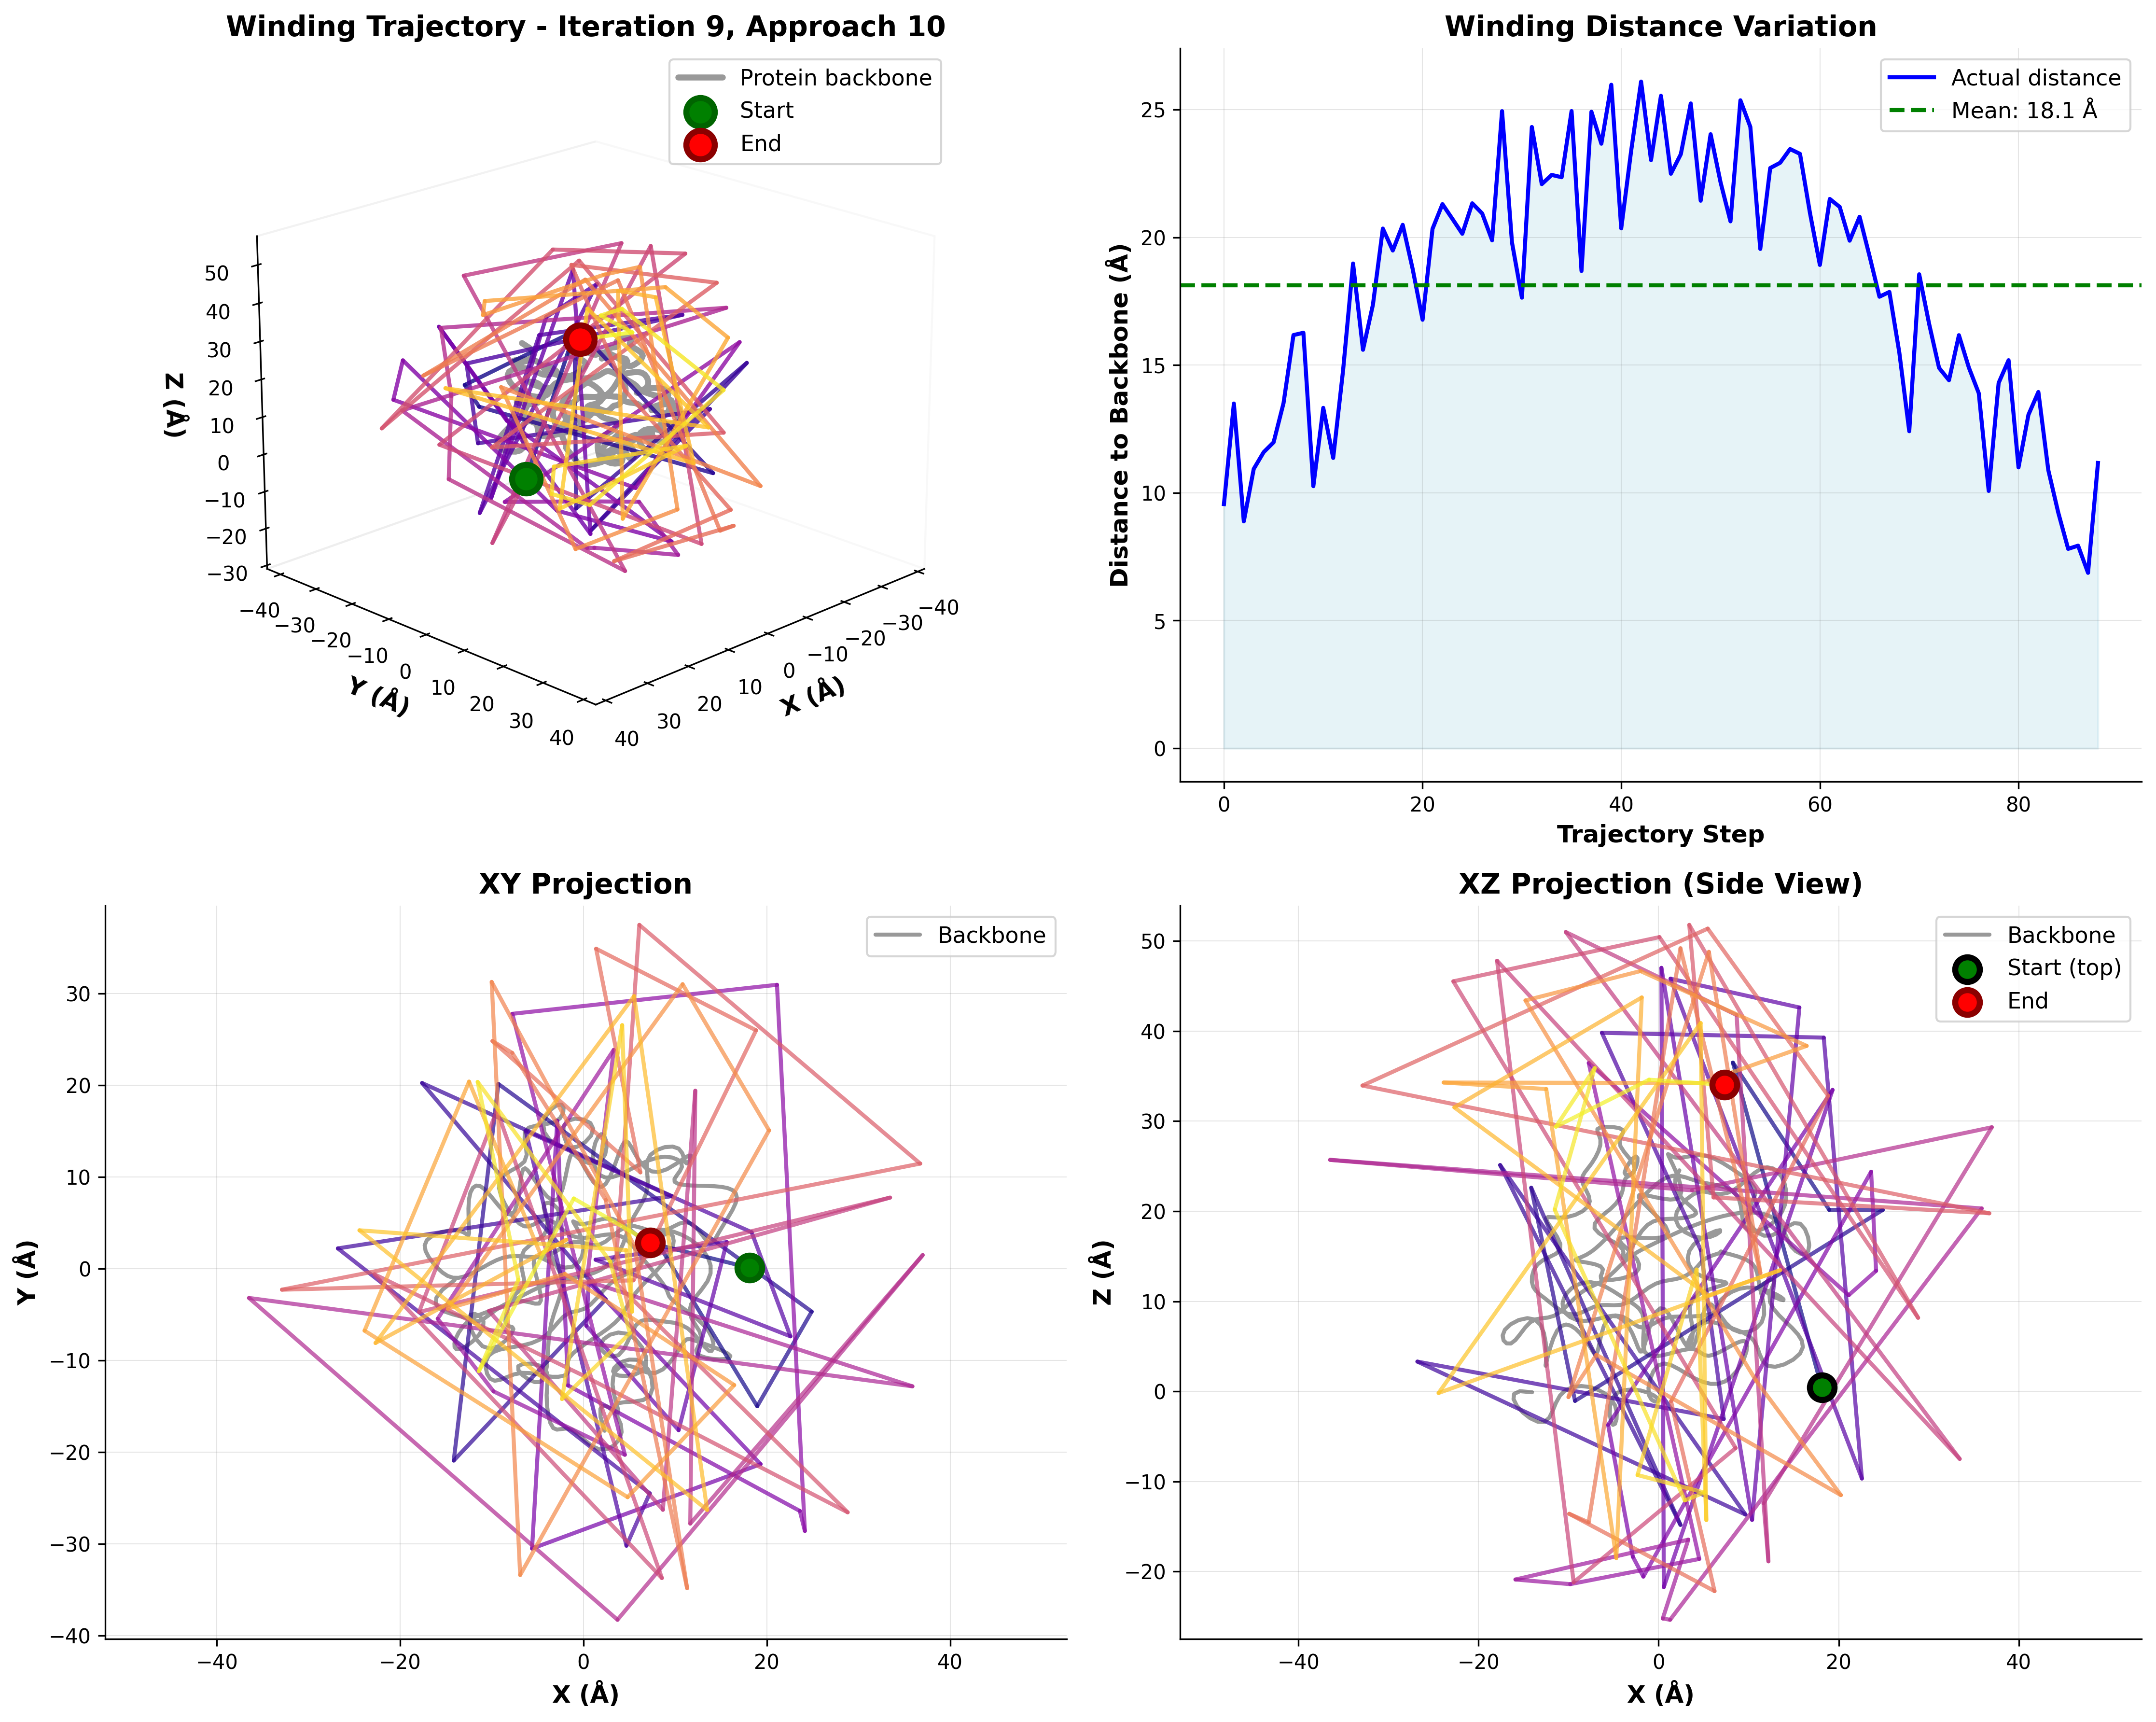 Winding Trajectory - Iteration 9, Approach 10
Protein backbone
Start
End
50
40
30
20
10
0
−10
−20
−30
Z (Å)
−40
−30
−20
−10
0
10
20
30
40
Y (Å)
40
30
20
10
0
−10
−20
−30
−40
X (Å)
Winding Distance Variation
Actual distance
Mean: 18.1 Å
25
20
15
10
5
0
Distance to Backbone (Å)
0
20
40
60
80
Trajectory Step
XY Projection
Backbone
30
20
10
0
−10
−20
−30
−40
Y (Å)
−40
−20
0
20
40
X (Å)
XZ Projection (Side View)
Backbone
Start (top)
End
50
40
30
20
10
0
−10
−20
Z (Å)
−40
−20
0
20
40
X (Å)